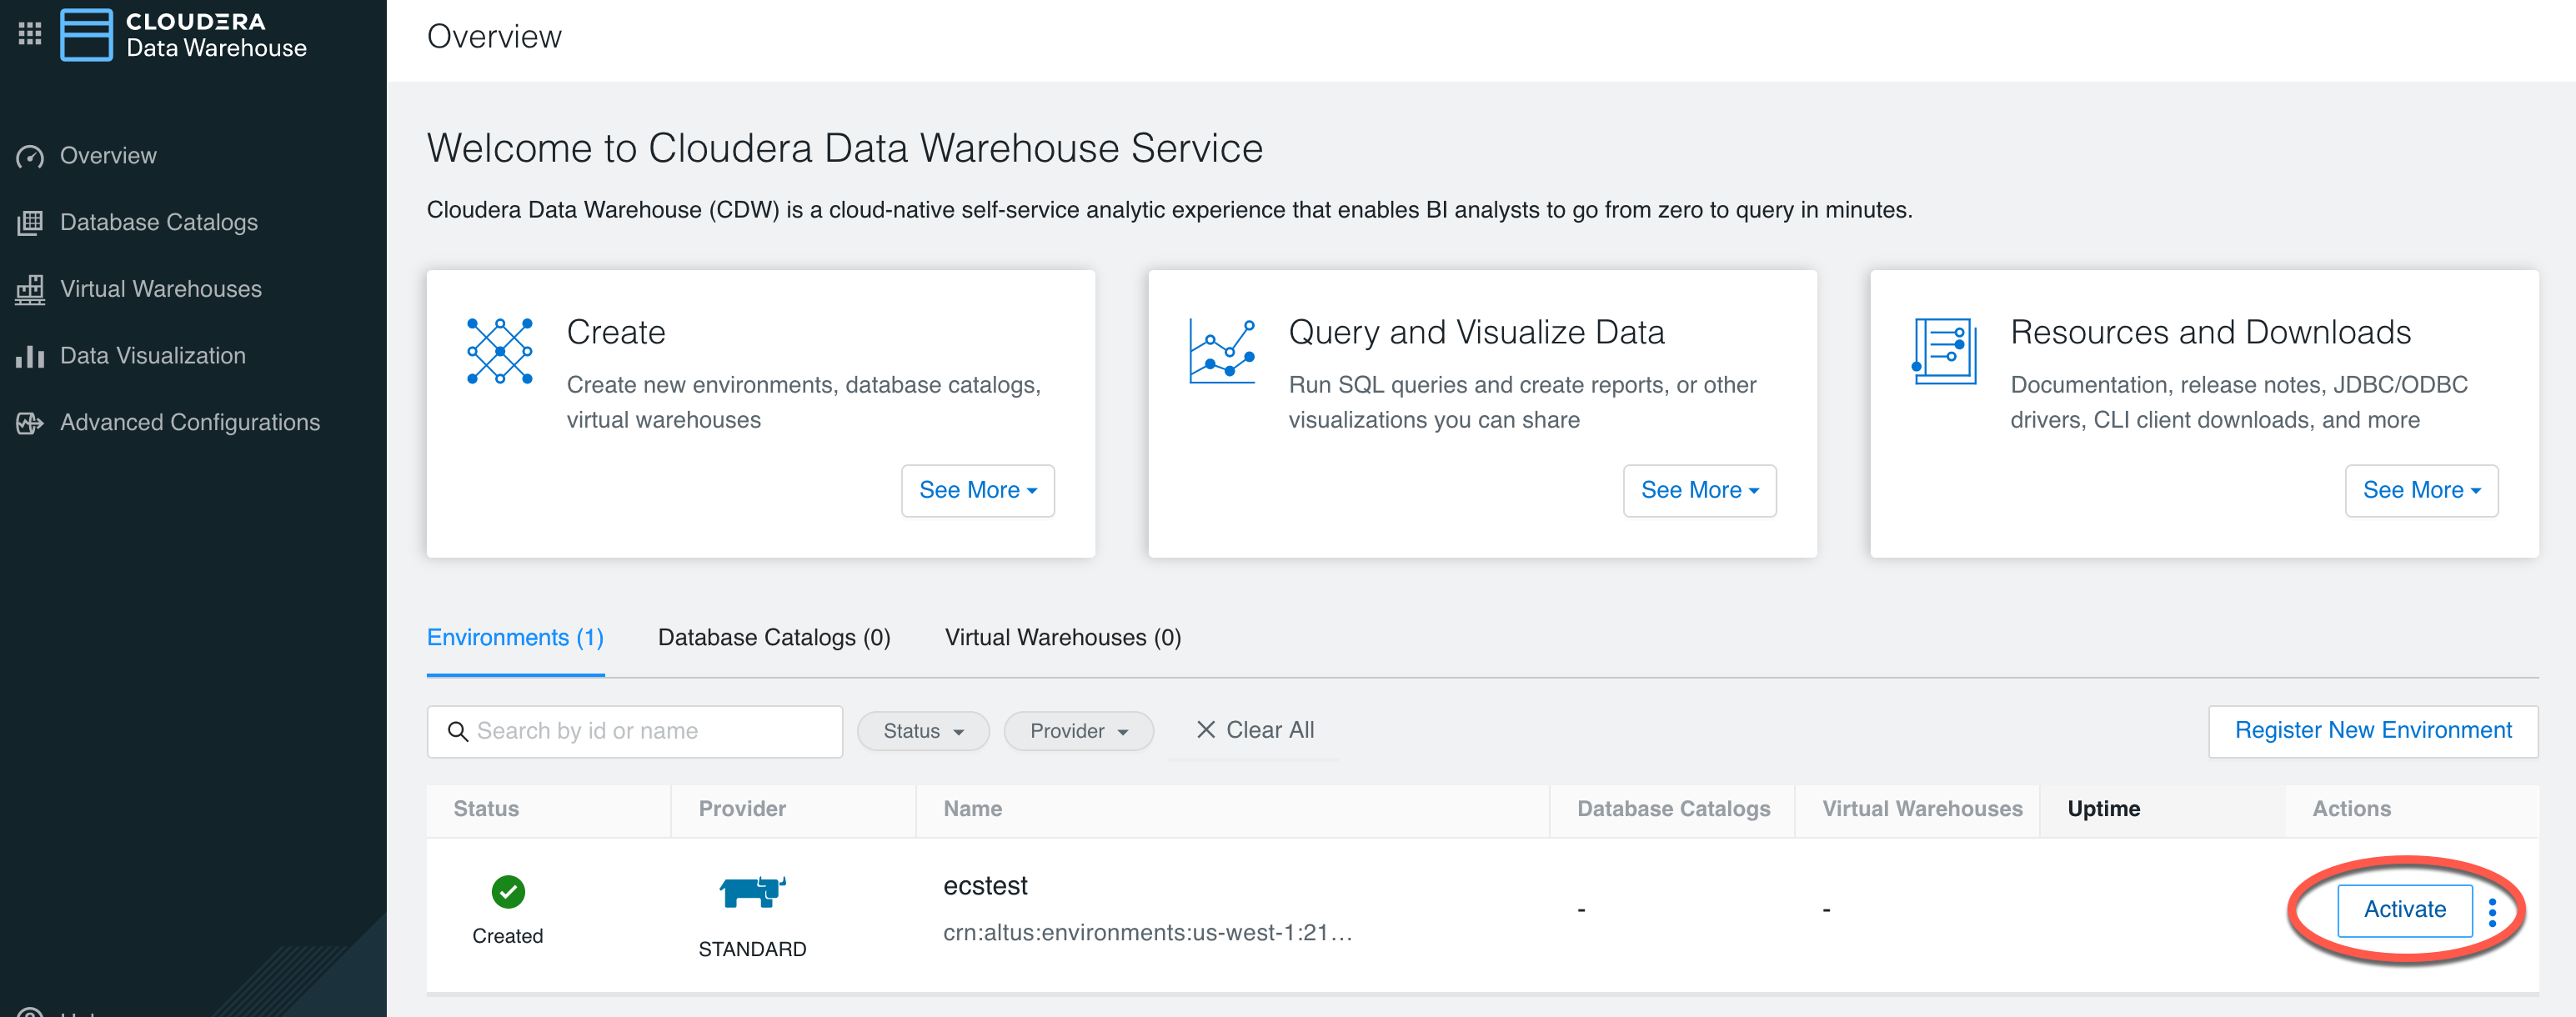 CLOUDERA
Data Warehouse
Overview
Database Catalogs
Virtual Warehouses
Data Visualization
Advanced Configurations
Overview
Welcome to Cloudera Data Warehouse Service
Cloudera Data Warehouse (CDW) is a cloud-native self-service analytic experience that enables BI analysts to go from zero to query in minutes.
Create
Create new environments, database catalogs,
virtual warehouses
See More
Query and Visualize Data
Run SQL queries and create reports, or other
visualizations you can share
See More
Resources and Downloads
Documentation, release notes, JDBC/ODBC
drivers, CLI client downloads, and more
See More
Environments (1) Database Catalogs (0) Virtual Warehouses (0)
Search by id or name Status Provider Clear All Register New Environment
Status Provider Name Database Catalogs Virtual Warehouses Uptime Actions
Created
STANDARD
ecstest
crn:altus:environments:us-west-1:21...
- - Activate